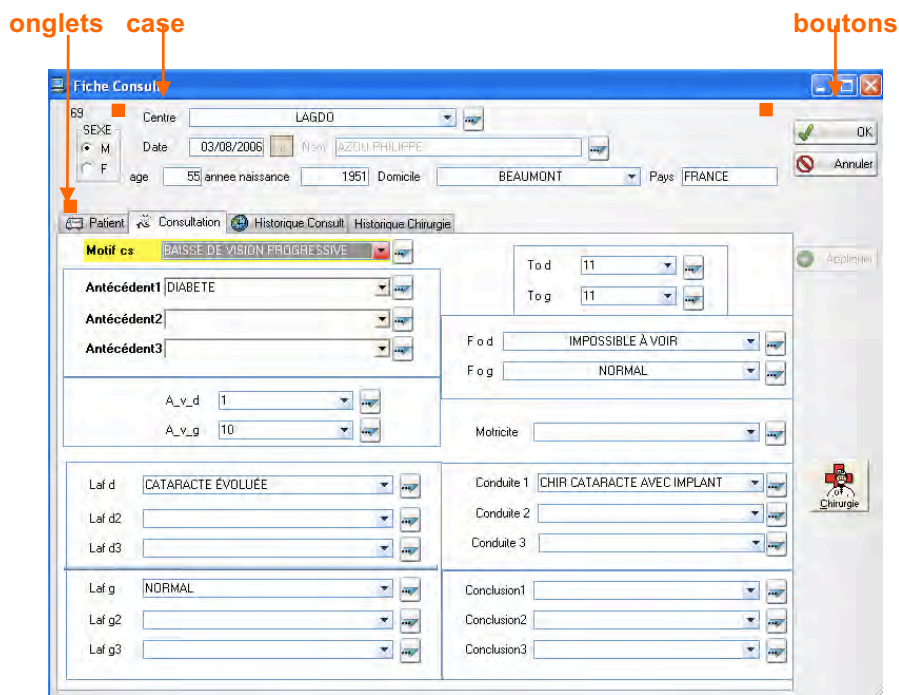 onglets case boutons
Fiche Consult
69 Centre LAGDO
SEXE
M Date 03/08/2006 Nom AZOU PHILIPPE
F age 55 annee naissance 1951 Domicile BEAUMONT Pays FRANCE
OK
Annuler
Patient Consultation Historique Consult Historique Chirurgie
Motif cs BAISSE DE VISION PROGRESSIVE
Appliquer
Antécédent1 DIABETE
Antécédent2
Antécédent3
A_v_d 1
A_v_g 10
T o d 11
T o g 11
F o d IMPOSSIBLE À VOIR
F o g NORMAL
Motricite
Laf d CATARACTE ÉVOLUÉE
Laf d2
Laf d3
Conduite 1 CHIR CATARACTE AVEC IMPLANT
Conduite 2
Conduite 3
Chirurgie
Laf g NORMAL
Laf g2
Laf g3
Conclusion1
Conclusion2
Conclusion3